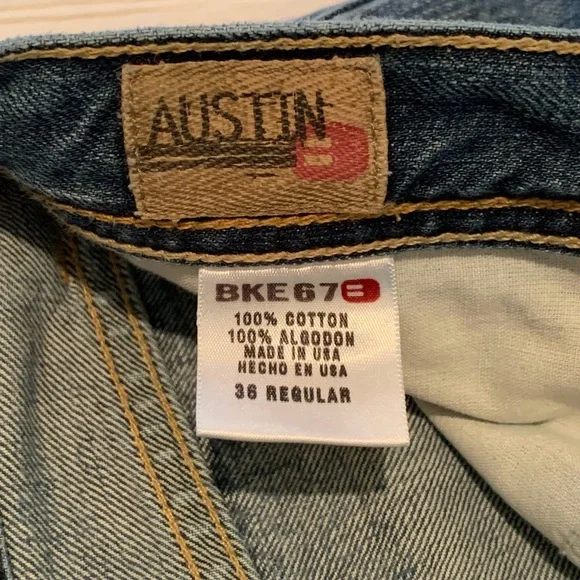 AUSTIN
BKE67
100% COTTON
100% ALGODON
MADE IN USA
HECHO EN USA
36 REGULAR